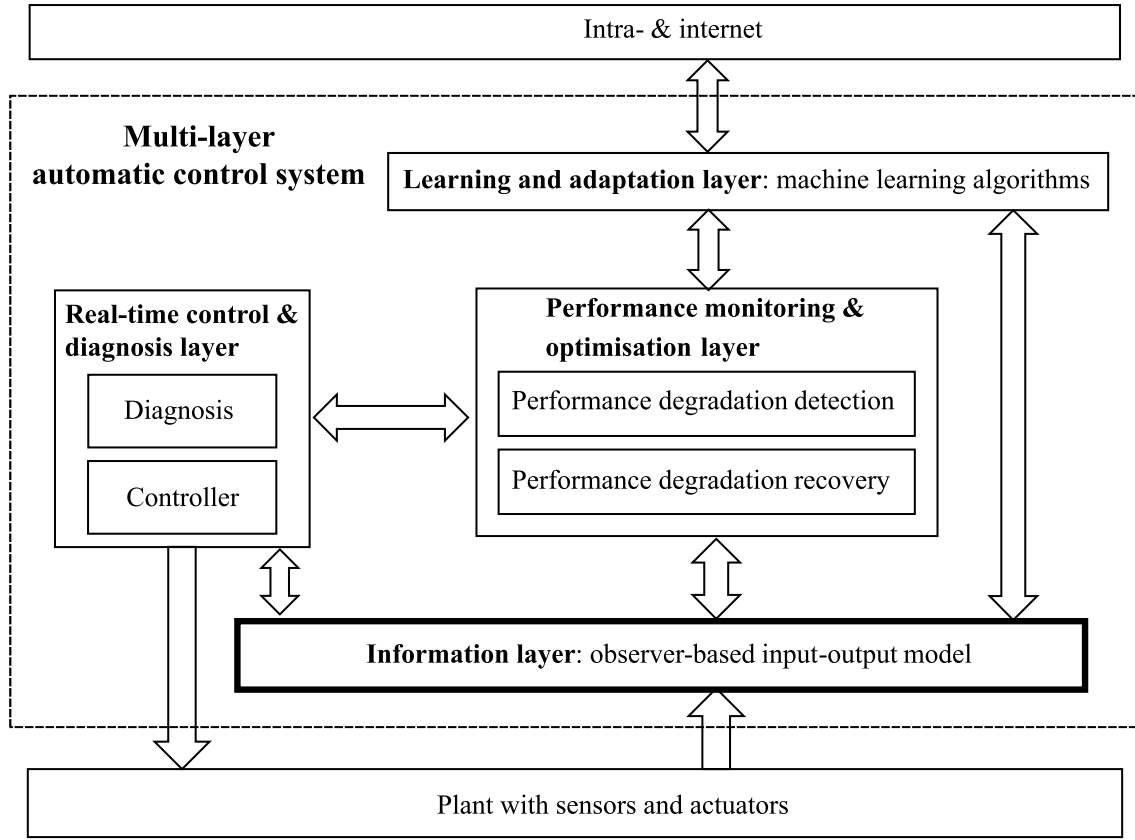 Intra- & internet
Multi-layer
automatic control system
Learning and adaptation layer: machine learning algorithms
Real-time control &
diagnosis layer
Diagnosis
Controller
Performance monitoring &
optimisation layer
Performance degradation detection
Performance degradation recovery
Information layer: observer-based input-output model
Plant with sensors and actuators